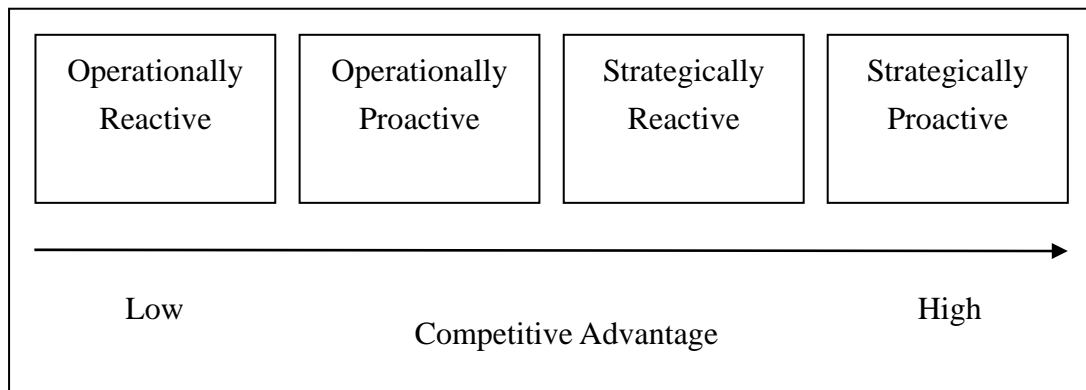 Operationally
Reactive
Operationally
Proactive
Strategically
Reactive
Strategically
Proactive
Low
High
Competitive Advantage